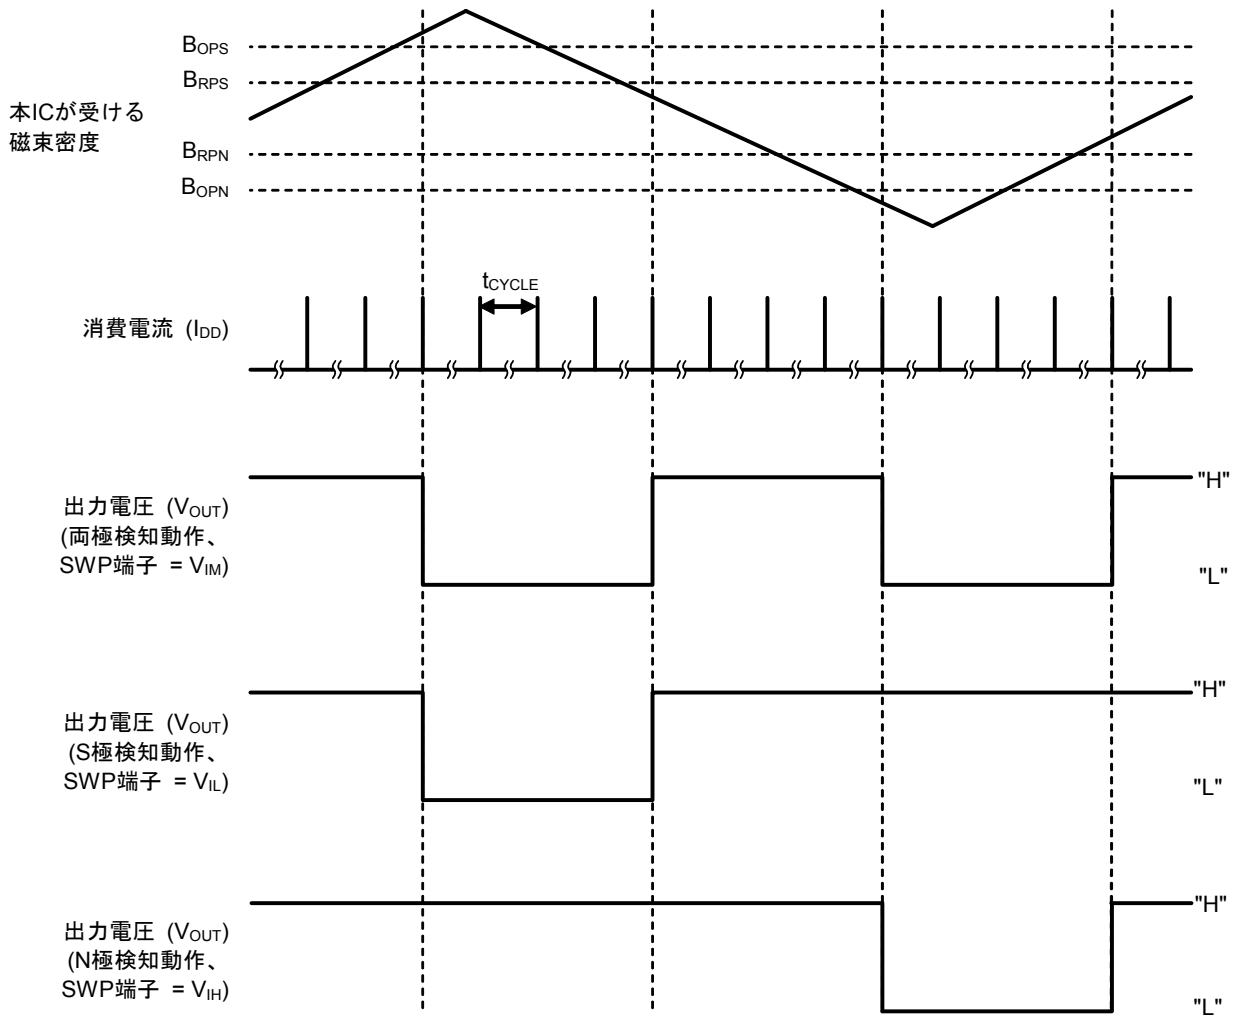 BOPS
BRPS
本ICが受ける
磁束密度
BRPN
BOPN
tCYCLE
消費電流 (IDD)
出力電圧 (VOUT)
(両極検知動作、
SWP端子 = VIM)
"H"
"L"
出力電圧 (VOUT)
(S極検知動作、
SWP端子 = VIL)
"H"
"L"
出力電圧 (VOUT)
(N極検知動作、
SWP端子 = VIH)
"H"
"L"